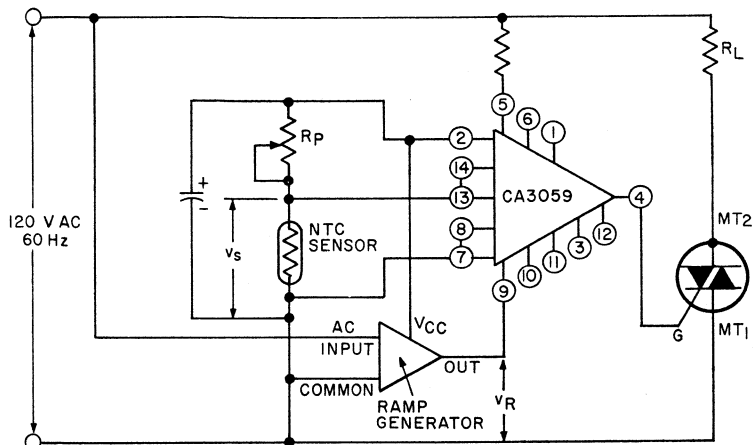 120 V AC
60 Hz
RP
+
-
NTC
SENSOR
VS
AC
INPUT
COMMON
VCC
OUT
RAMP
GENERATOR
VR
5
6
1
2
14
13
8
7
CA3059
4
12
3
11
10
9
RL
MT2
MT1
G